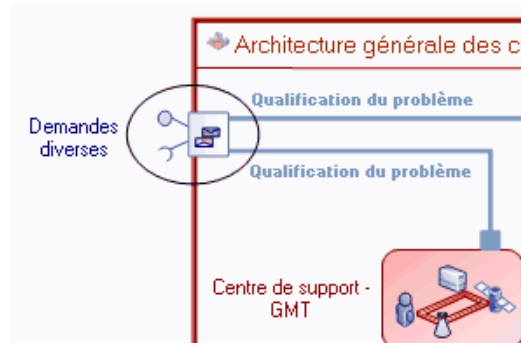 Architecture générale des c
Qualification du problème
Demandes
diverses
Qualification du problème
Centre de support -
GMT